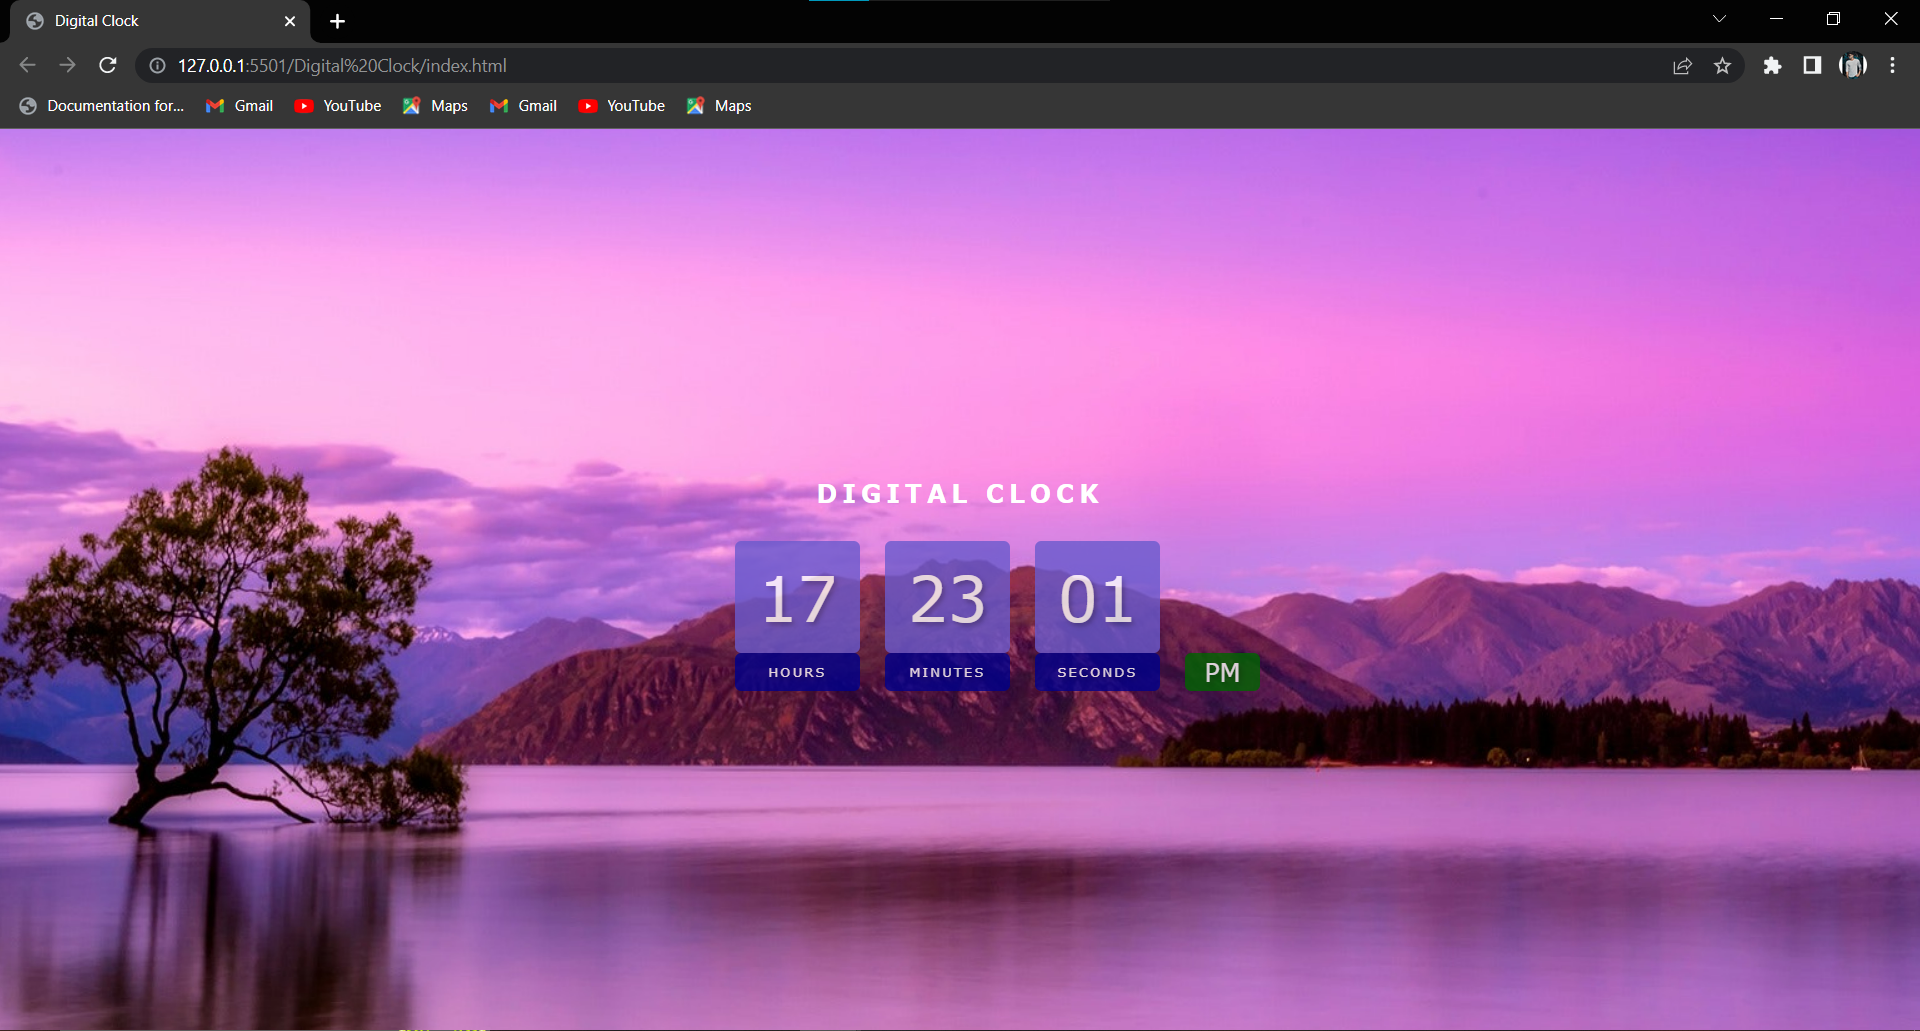 Digital Clock
127.0.0.1:5501/Digital%20Clock/index.html
Documentation for... Gmail YouTube Maps Gmail YouTube Maps
DIGITAL CLOCK
17 23 01
HOURS MINUTES SECONDS PM